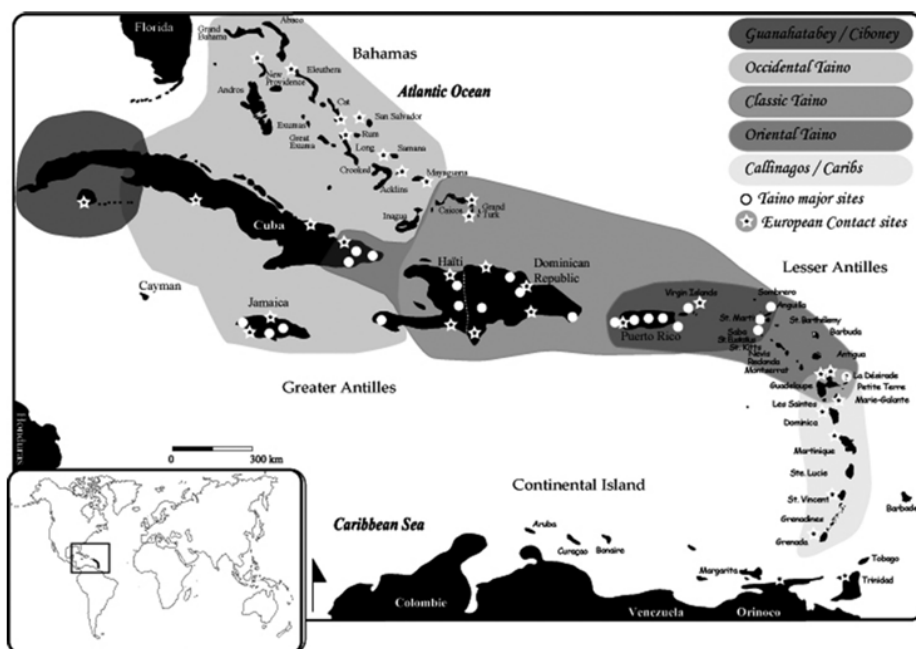 Florida
Grand
Bahama
Abaco
Bahamas
New
Providence
Eleuthera
Andros
Atlantic Ocean
Cat
San Salvador
Exumas
Great
Exuma
Rum
Long
Samana
Crooked
Acklins
Mayaguena
Inagua
Caicos
Grand
Turk
Guanahatabey / Ciboney
Occidental Taino
Classic Taino
Oriental Taino
Callinagos / Caribs
Taino major sites
European Contact sites
Cuba
Cayman
Jamaica
Haïti
Dominican
Republic
Greater Antilles
Lesser Antilles
Virgin Islands
Sombrero
Anguilla
Puerto Rico
St. Marti
St. Barthellemy
Saba
St. Kitts
Barbuda
Nevis
Redonda
Montserrat
Antigua
La Désirade
Guadeloupe
Petite Terre
Les Saintes
Marie-Galante
Dominica
Martinique
Ste. Lucie
St. Vincent
Barbade
Grenadines
Grenada
Honduras
0 300 km
Continental Island
Caribbean Sea
Aruba
Curaçao
Bonaire
Margarita
Tobago
Trinidad
Colombie
Venezuela
Orinoco